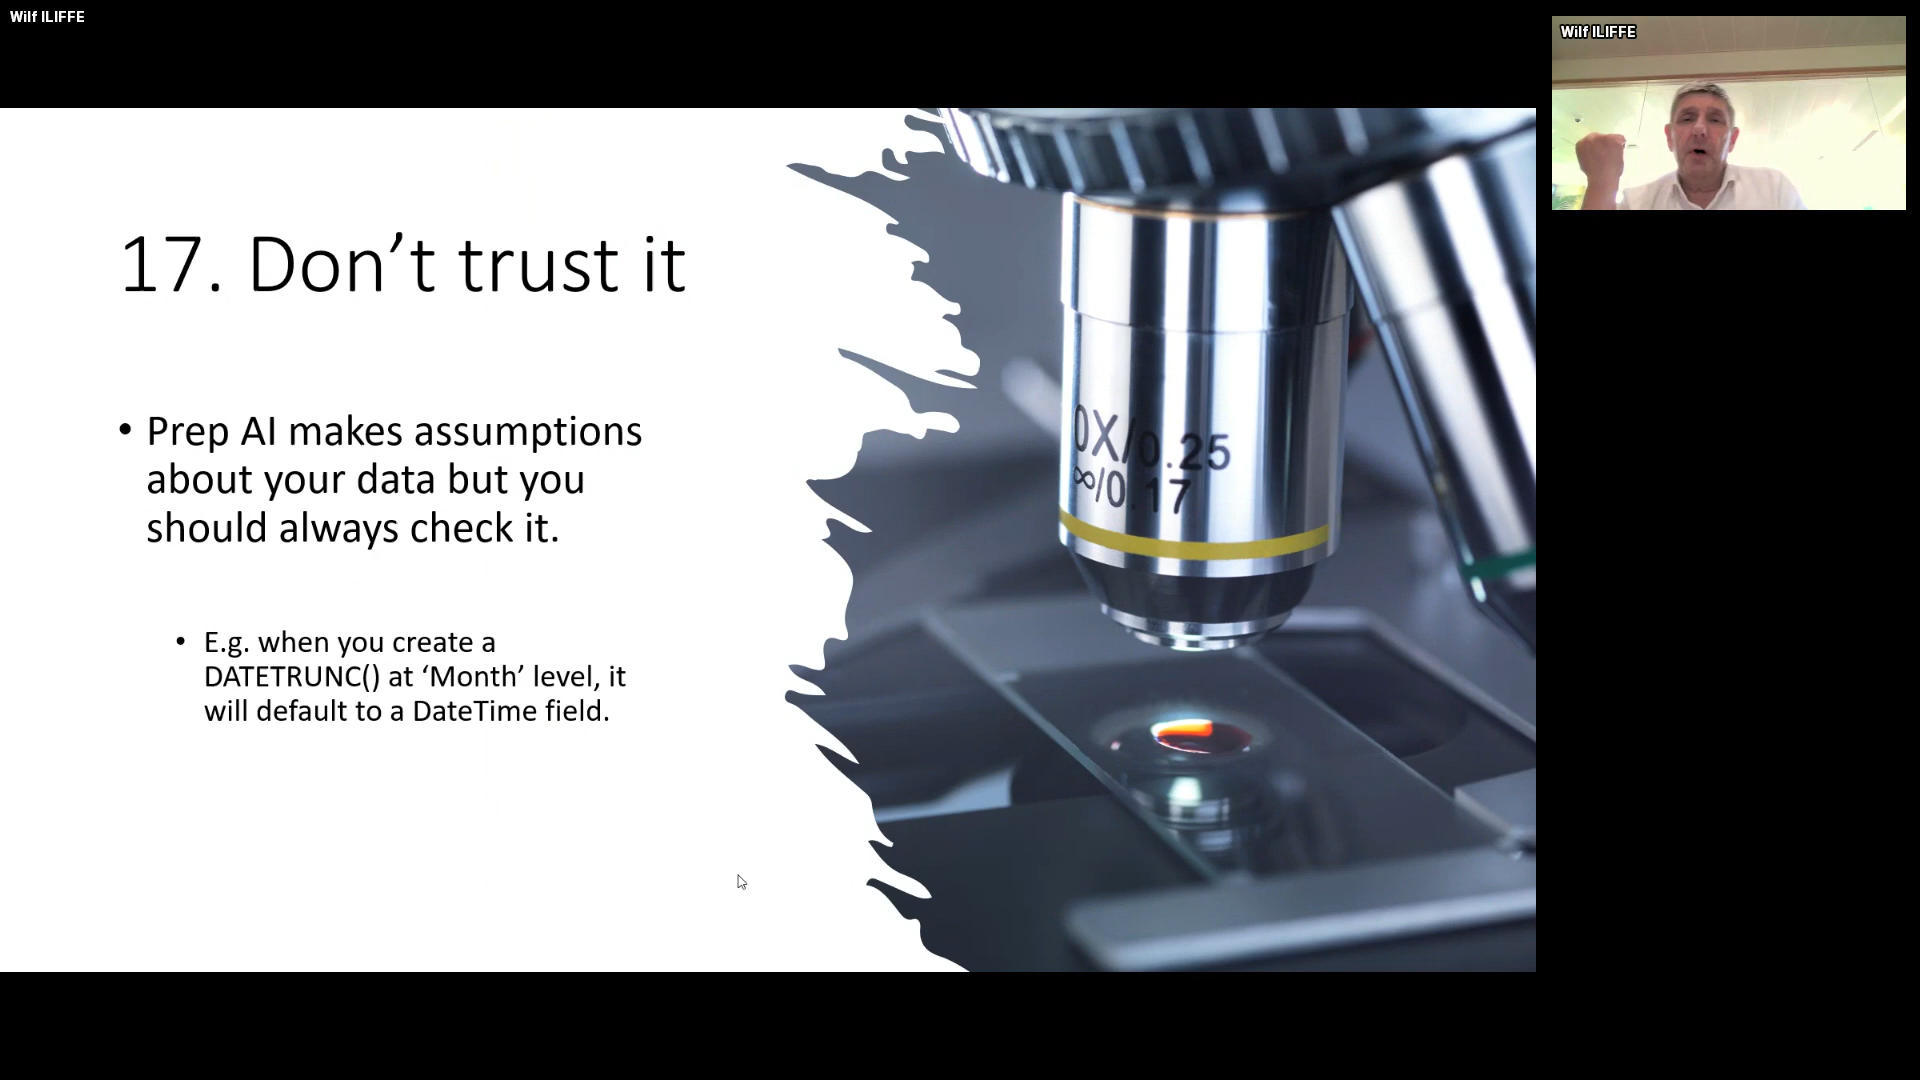 Wilf ILIFFE
Wilf ILIFFE
17. Don’t trust it
• Prep AI makes assumptions
about your data but you
should always check it.
• E.g. when you create a
DATETRUNC() at ‘Month’ level, it
will default to a DateTime field.
0X/0.25
∞/0.17